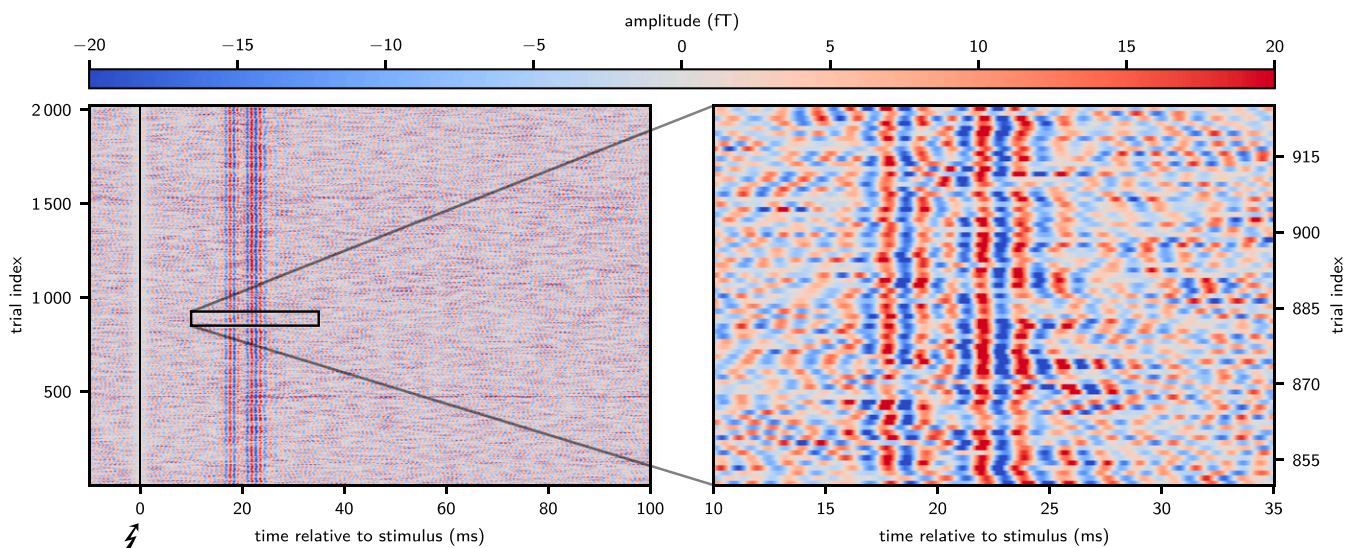 amplitude (fT)
−20 −15 −10 −5 0 5 10 15 20
2 000
1 500
1 000
500
trial index
0 20 40 60 80 100
time relative to stimulus (ms)
915
900
885
870
855
trial index
10 15 20 25 30 35
time relative to stimulus (ms)